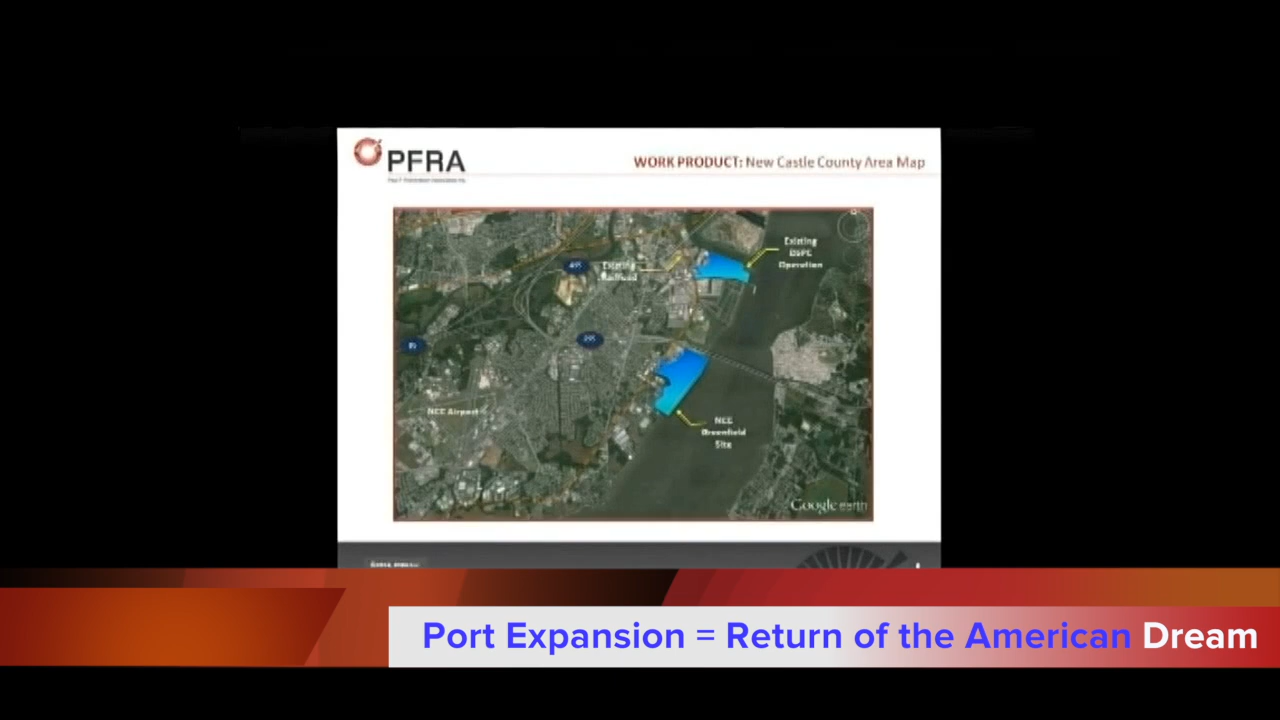 PFRA
WORK PRODUCT: New Castle County Area Map
Existing
DSPC
Operation
495
Existing
Railroad
295
95
NCC Airport
NCC
Greenfield
Site
Google earth
Port Expansion = Return of the American Dream